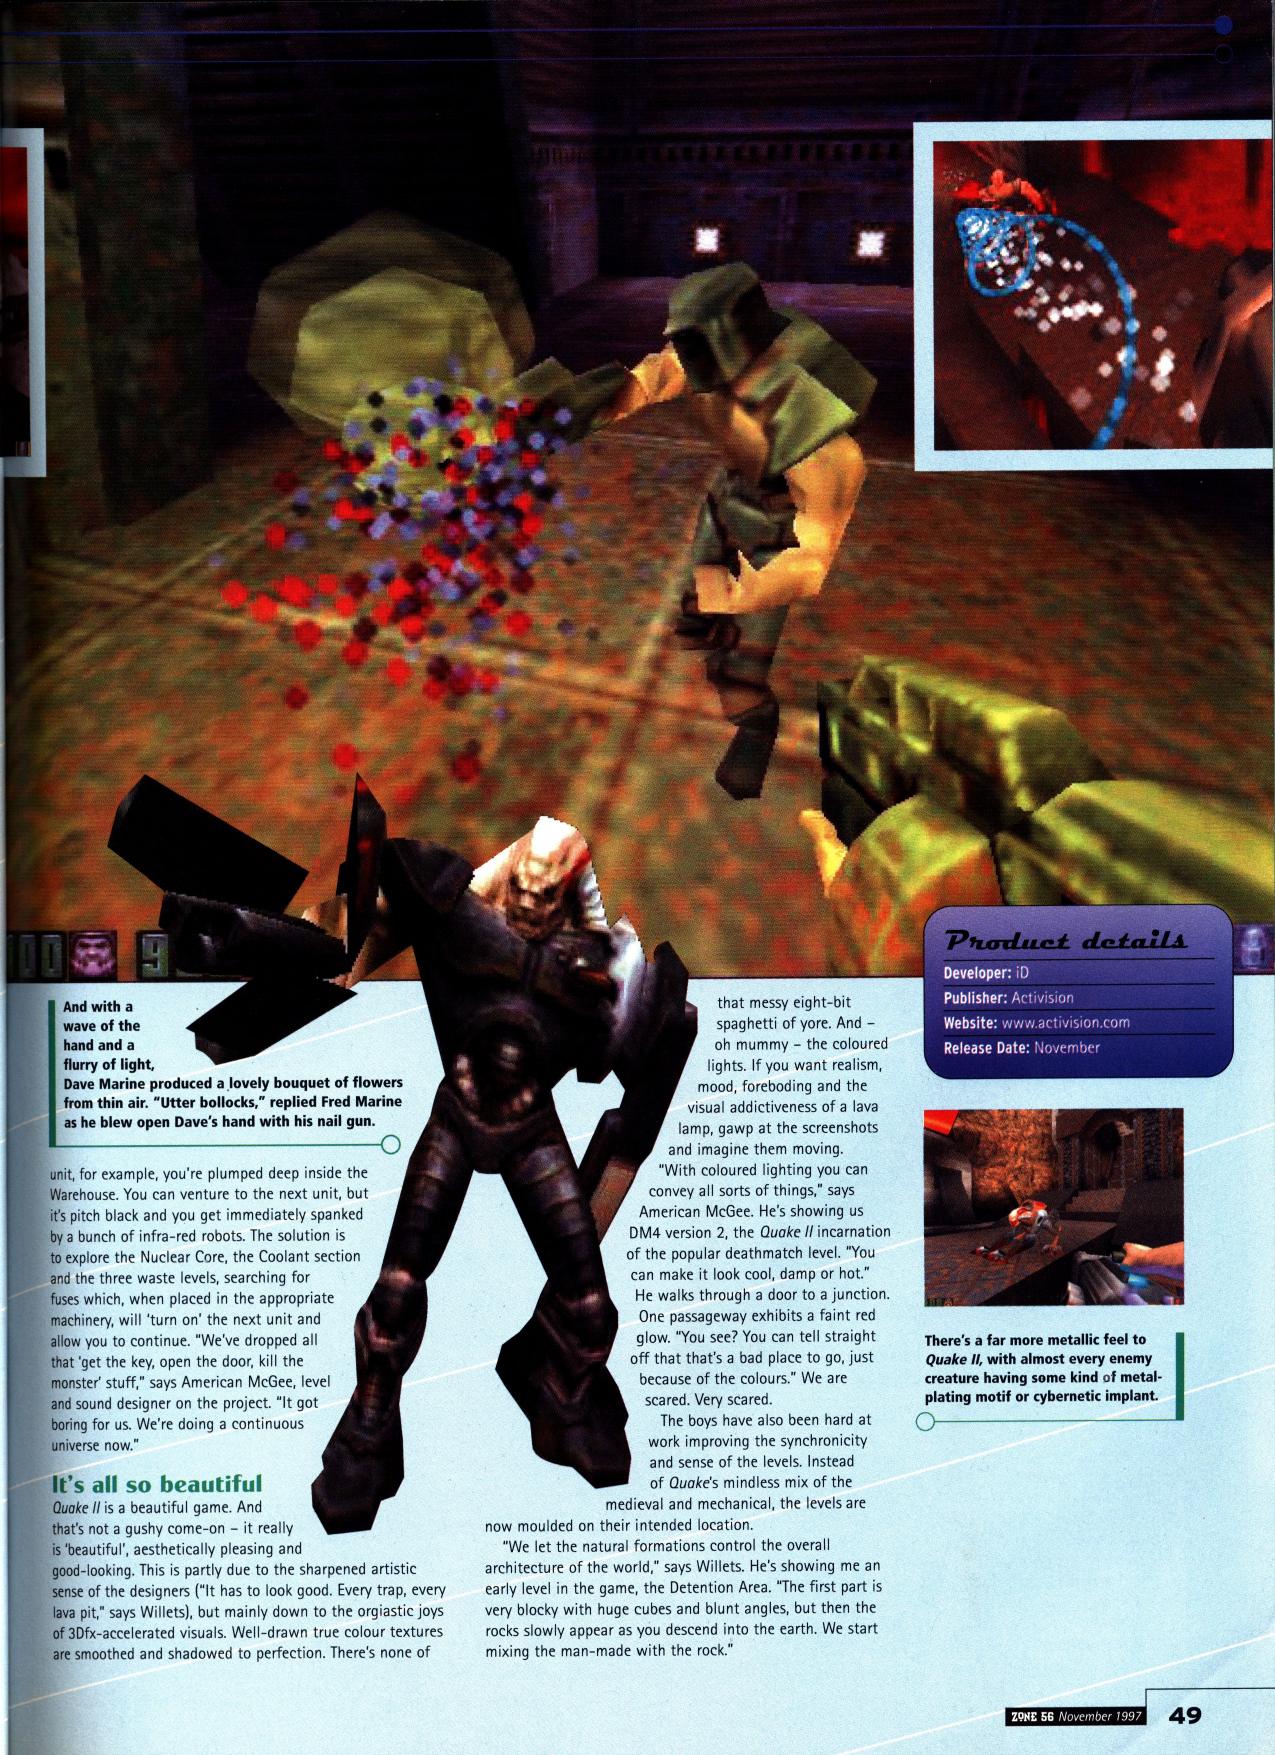 Product details
Developer: iD
Publisher: Activision
Website: www.activision.com
Release Date: November
And with a
wave of the
hand and a
flurry of light,
Dave Marine produced a lovely bouquet of flowers
from thin air. "Utter bollocks," replied Fred Marine
as he blew open Dave's hand with his nail gun.
unit, for example, you're plumped deep inside the
Warehouse. You can venture to the next unit, but
it's pitch black and you get immediately spanked
by a bunch of infra-red robots. The solution is
to explore the Nuclear Core, the Coolant section
and the three waste levels, searching for
fuses which, when placed in the appropriate
machinery, will 'turn on' the next unit and
allow you to continue. "We've dropped all
that 'get the key, open the door, kill the
monster' stuff," says American McGee, level
and sound designer on the project. "It got
boring for us. We're doing a continuous
universe now."
It's all so beautiful
Quake II is a beautiful game. And
that's not a gushy come-on – it really
is 'beautiful', aesthetically pleasing and
good-looking. This is partly due to the sharpened artistic
sense of the designers ("It has to look good. Every trap, every
lava pit," says Willets), but mainly down to the orgiastic joys
of 3Dfx-accelerated visuals. Well-drawn true colour textures
are smoothed and shadowed to perfection. There's none of
that messy eight-bit
spaghetti of yore. And –
oh mummy – the coloured
lights. If you want realism,
mood, foreboding and the
visual addictiveness of a lava
lamp, gawp at the screenshots
and imagine them moving.
"With coloured lighting you can
convey all sorts of things," says
American McGee. He's showing us
DM4 version 2, the Quake II incarnation
of the popular deathmatch level. "You
can make it look cool, damp or hot."
He walks through a door to a junction.
One passageway exhibits a faint red
glow. "You see? You can tell straight
off that that's a bad place to go, just
because of the colours." We are
scared. Very scared.
The boys have also been hard at
work improving the synchronicity
and sense of the levels. Instead
of Quake's mindless mix of the
medieval and mechanical, the levels are
now moulded on their intended location.
"We let the natural formations control the overall
architecture of the world," says Willets. He's showing me an
early level in the game, the Detention Area. "The first part is
very blocky with huge cubes and blunt angles, but then the
rocks slowly appear as you descend into the earth. We start
mixing the man-made with the rock."
There's a far more metallic feel to
Quake II, with almost every enemy
creature having some kind of metal-
plating motif or cybernetic implant.
ZONE 56 November 1997 49